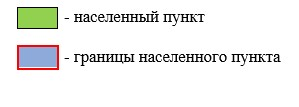 - населенный пункт
- границы населенного пункта